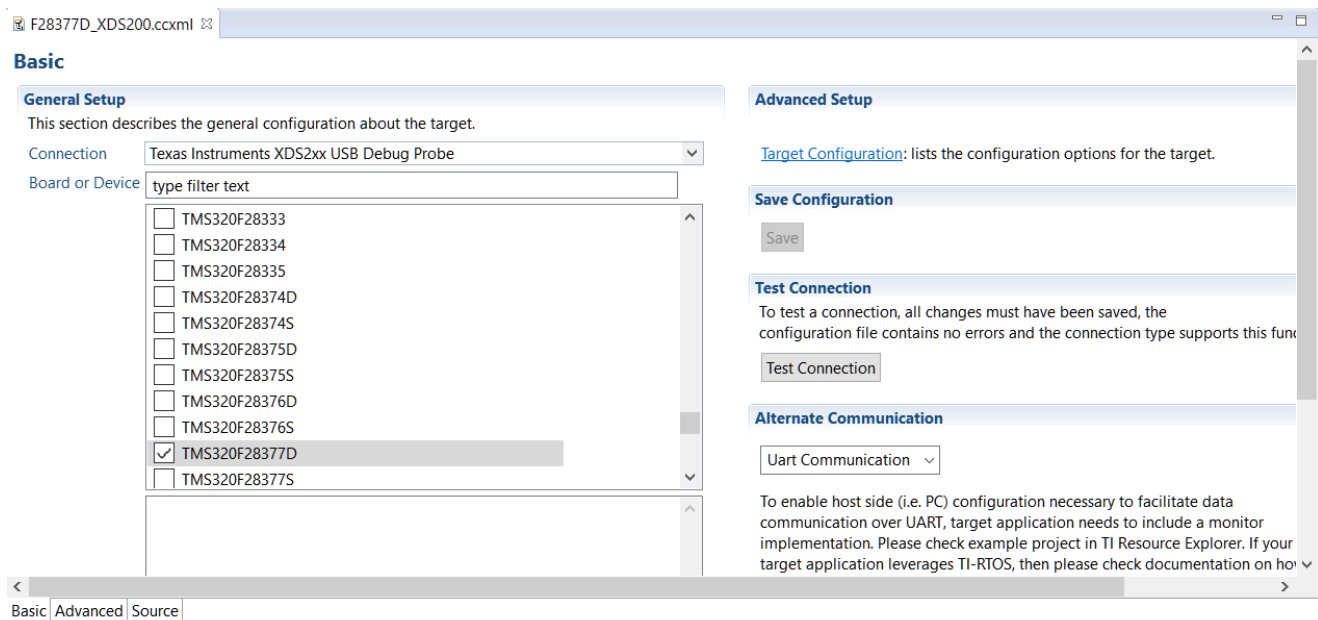 F28377D_XDS200.ccxml
Basic
General Setup
This section describes the general configuration about the target.
Connection
Texas Instruments XDS2xx USB Debug Probe
Board or Device
type filter text
TMS320F28333
TMS320F28334
TMS320F28335
TMS320F28374D
TMS320F28374S
TMS320F28375D
TMS320F28375S
TMS320F28376D
TMS320F28376S
TMS320F28377D
TMS320F28377S
Advanced Setup
Target Configuration: lists the configuration options for the target.
Save Configuration
Save
Test Connection
To test a connection, all changes must have been saved, the
configuration file contains no errors and the connection type supports this func
Test Connection
Alternate Communication
Uart Communication
To enable host side (i.e. PC) configuration necessary to facilitate data
communication over UART, target application needs to include a monitor
implementation. Please check example project in TI Resource Explorer. If your
target application leverages TI-RTOS, then please check documentation on how
Basic Advanced Source